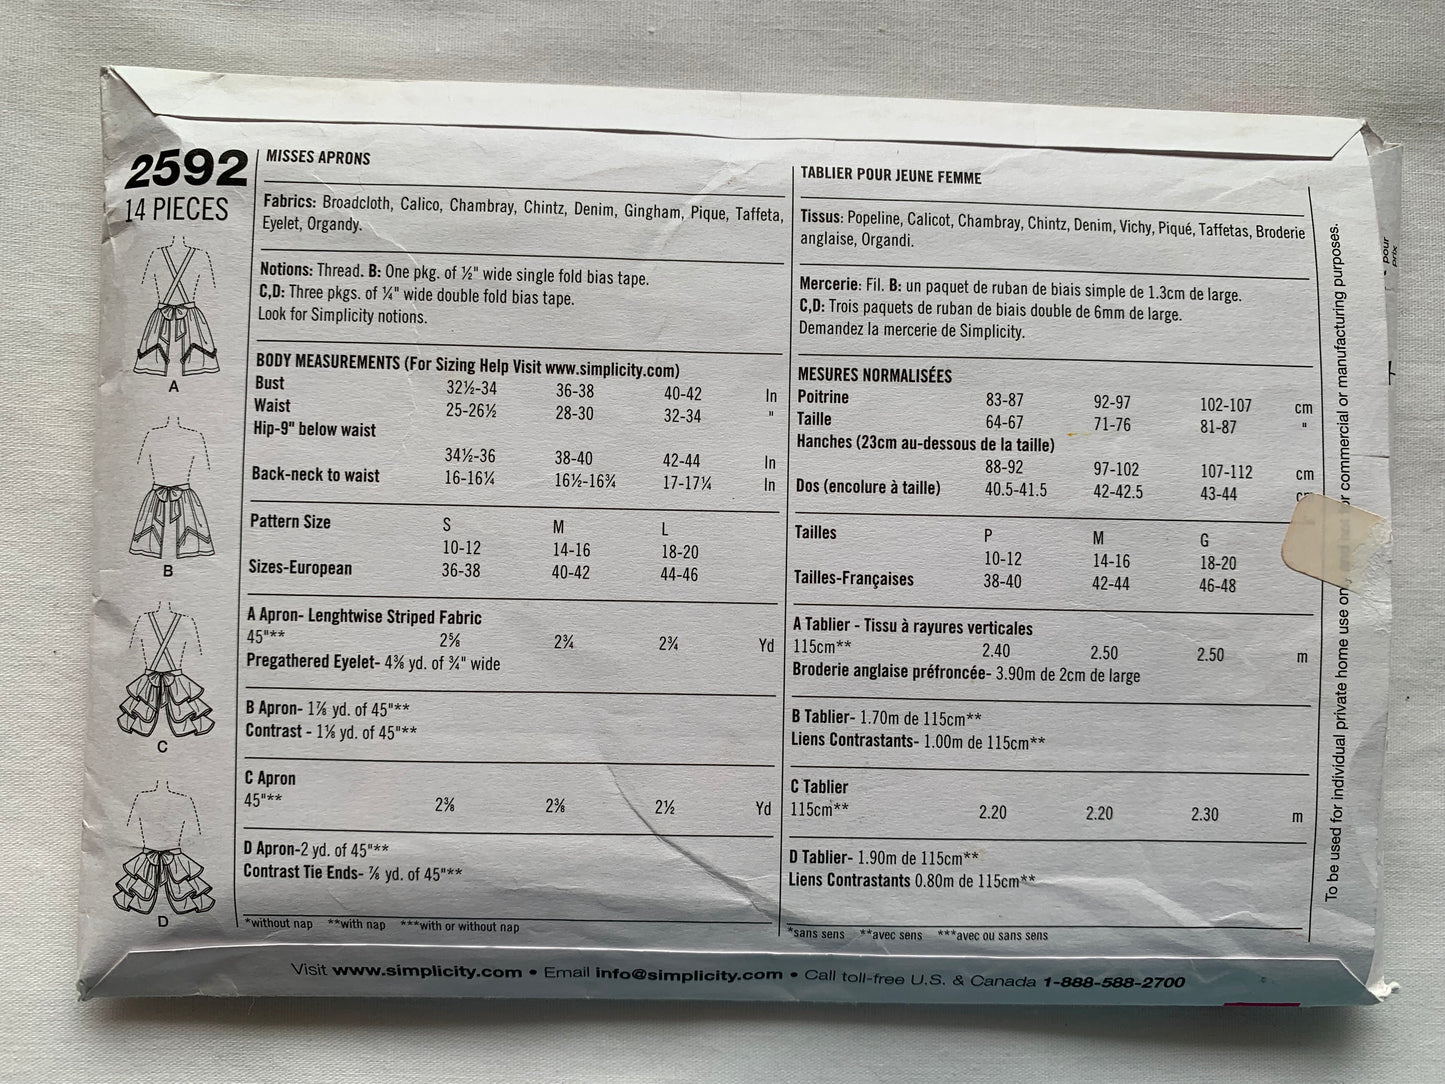 2592
14 PIECES
A
B
C
D
MISSES APRONS
Fabrics: Broadcloth, Calico, Chambray, Chintz, Denim, Gingham, Pique, Taffeta,
Eyelet, Organdy.
Notions: Thread. B: One pkg. of ½" wide single fold bias tape.
C,D: Three pkgs. of ¼" wide double fold bias tape.
Look for Simplicity notions.
BODY MEASUREMENTS (For Sizing Help Visit www.simplicity.com)
Bust 32½-34 36-38 40-42 In
Waist 25-26½ 28-30 32-34 "
Hip-9" below waist
34½-36 38-40 42-44 In
Back-neck to waist 16-16¼ 16½-16¾ 17-17¼ In
Pattern Size S M L
10-12 14-16 18-20
Sizes-European 36-38 40-42 44-46
A Apron- Lenghtwise Striped Fabric
45"** 2⅝ 2¾ 2¾ Yd
Pregathered Eyelet- 4⅜ yd. of ¾" wide
B Apron- 1⅞ yd. of 45"**
Contrast - 1⅛ yd. of 45"**
C Apron
45"** 2⅜ 2⅜ 2½ Yd
D Apron-2 yd. of 45"**
Contrast Tie Ends- ⅞ yd. of 45"**
*without nap **with nap ***with or without nap
TABLIER POUR JEUNE FEMME
Tissus: Popeline, Calicot, Chambray, Chintz, Denim, Vichy, Piqué, Taffetas, Broderie
anglaise, Organdi.
Mercerie: Fil. B: un paquet de ruban de biais simple de 1.3cm de large.
C,D: Trois paquets de ruban de biais double de 6mm de large.
Demandez la mercerie de Simplicity.
MESURES NORMALISÉES
Poitrine 83-87 92-97 102-107 cm
Taille 64-67 71-76 81-87 "
Hanches (23cm au-dessous de la taille)
88-92 97-102 107-112 cm
Dos (encolure à taille) 40.5-41.5 42-42.5 43-44
Tailles P M G
10-12 14-16 18-20
Tailles-Françaises 38-40 42-44 46-48
A Tablier - Tissu à rayures verticales
115cm** 2.40 2.50 2.50 m
Broderie anglaise préfroncée- 3.90m de 2cm de large
B Tablier- 1.70m de 115cm**
Liens Contrastants- 1.00m de 115cm**
C Tablier
115cm** 2.20 2.20 2.30 m
D Tablier- 1.90m de 115cm**
Liens Contrastants 0.80m de 115cm**
*sans sens **avec sens ***avec ou sans sens
To be used for individual private home use commercial or manufacturing purposes.
pour
prix
Visit www.simplicity.com • Email info@simplicity.com • Call toll-free U.S. & Canada 1-888-588-2700